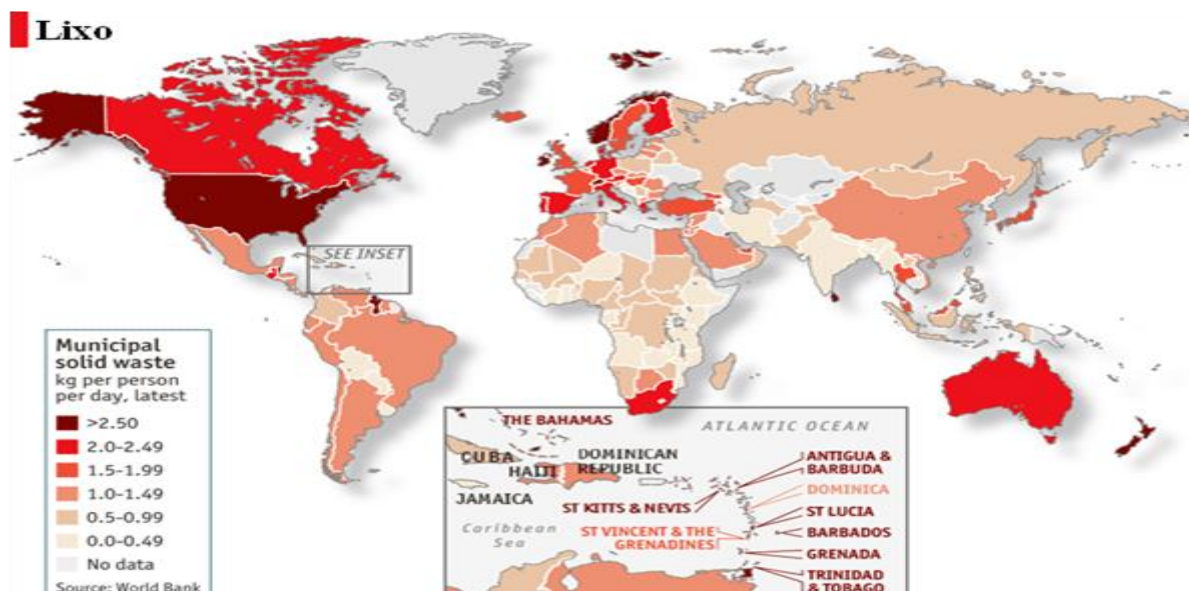 Lixo
SEE INSET
Municipal
solid waste
kg per person
per day, latest
>2.50
2.0-2.49
1.5-1.99
1.0-1.49
0.5-0.99
0.0-0.49
No data
Source: World Bank
THE BAHAMAS
ATLANTIC OCEAN
CUBA
HAIJI
DOMINICAN
REPUBLIC
JAMAICA
ST KITTS & NEVIS
Caribbean
Sea
ST VINCENT & THE
GRENADINES
ANTIGUA &
BARBUDA
DOMINICA
ST LUCIA
BARBADOS
GRENADA
TRINIDAD
& TOBAGO